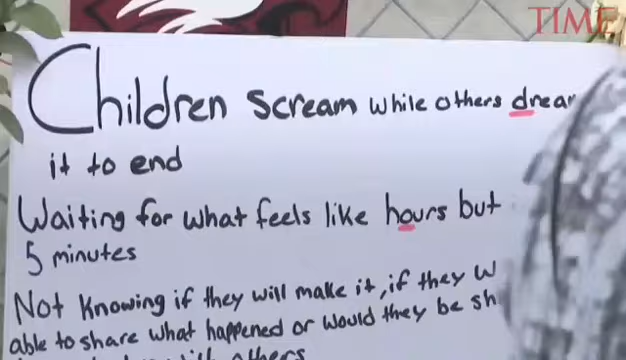 TIME
Children scream while others drea
it to end
Waiting for what feels like hours but
5 minutes
Not Knowing if they will make it, if they w
able to share what happened or would they be sh
others